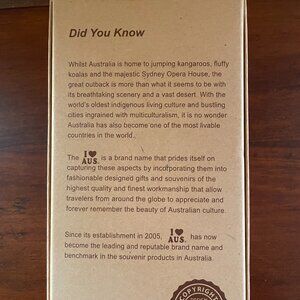 Did You Know
Whilst Australia is home to jumping kangaroos, fluffy
koalas and the majestic Sydney Opera House, the
great outback is more than what it seems to be with
its breathtaking scenery and a vast desert. With the
world's oldest indigenous living culture and bustling
cities ingrained with multiculturalism, it is no wonder
Australia has also become one of the most livable
countries in the world.
The I ♥ AUS. is a brand name that prides itself on
capturing these aspects by incorporating them into
fashionable designed gifts and souvenirs of the
highest quality and finest workmanship that allow
travelers from around the globe to appreciate and
forever remember the beauty of Australian culture.
Since its establishment in 2005, I ♥ AUS. has now
become the leading and reputable brand name and
benchmark in the souvenir products in Australia.
COPYRIGHT